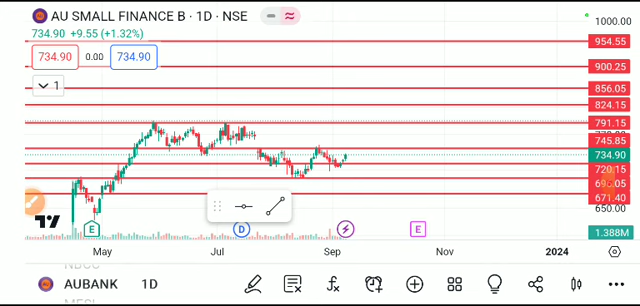 AU SMALL FINANCE B · 1D · NSE
734.90 +9.55 (+1.32%)
734.90 0.00 734.90
1
1000.00
954.55
900.25
856.05
824.15
791.15
745.85
734.90
720.15
671.40
650.00
1.388M
E D E
May Jul Sep Nov 2024
NBCC
AUBANK 1D